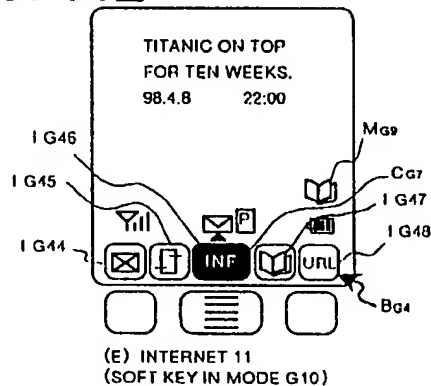 TITANIC ON TOP
FOR TEN WEEKS.
98.4.8 22:00
I G46
MG9
I G45
CG7
I G47
P
I G44
INF
URL
I G48
BG4
(E) INTERNET 11
(SOFT KEY IN MODE G10)